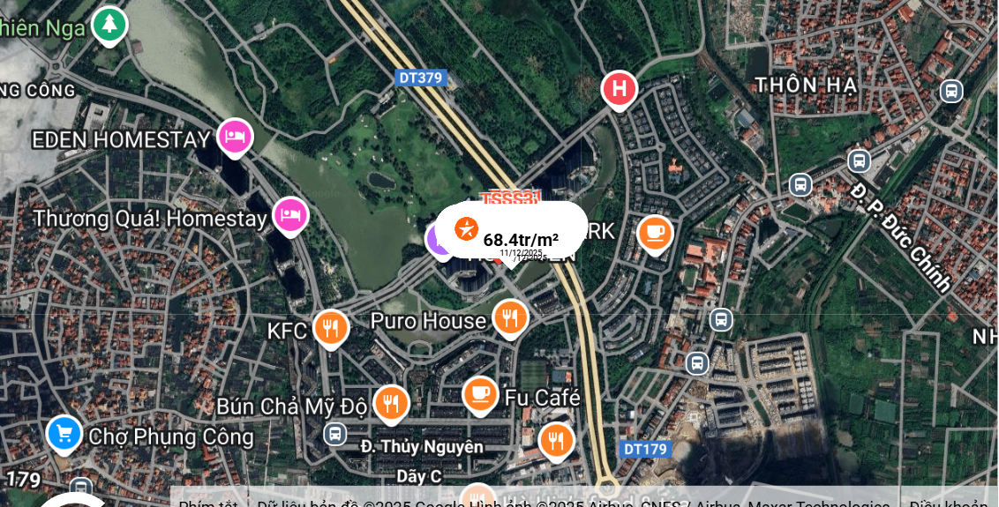 hiên Nga
DT379
H
THÔN HẠ
NG CÔNG
EDEN HOMESTAY
Đ. P. Đức Chính
Thương Quá! Homestay
RK
68.4tr/m²
11/12/2025
/12/2025
Puro House
KFC
NH
Bún Chả Mỹ Độ
Fu Café
Chợ Phụng Công
Đ. Thủy Nguyên
DT179
Dãy C
179
Phím tắt
Dữ liệu bản đồ ©2025 Google Hình ảnh ©2025 Airbus, CNES / Airbus, Maxar Technologies
Điều khoản